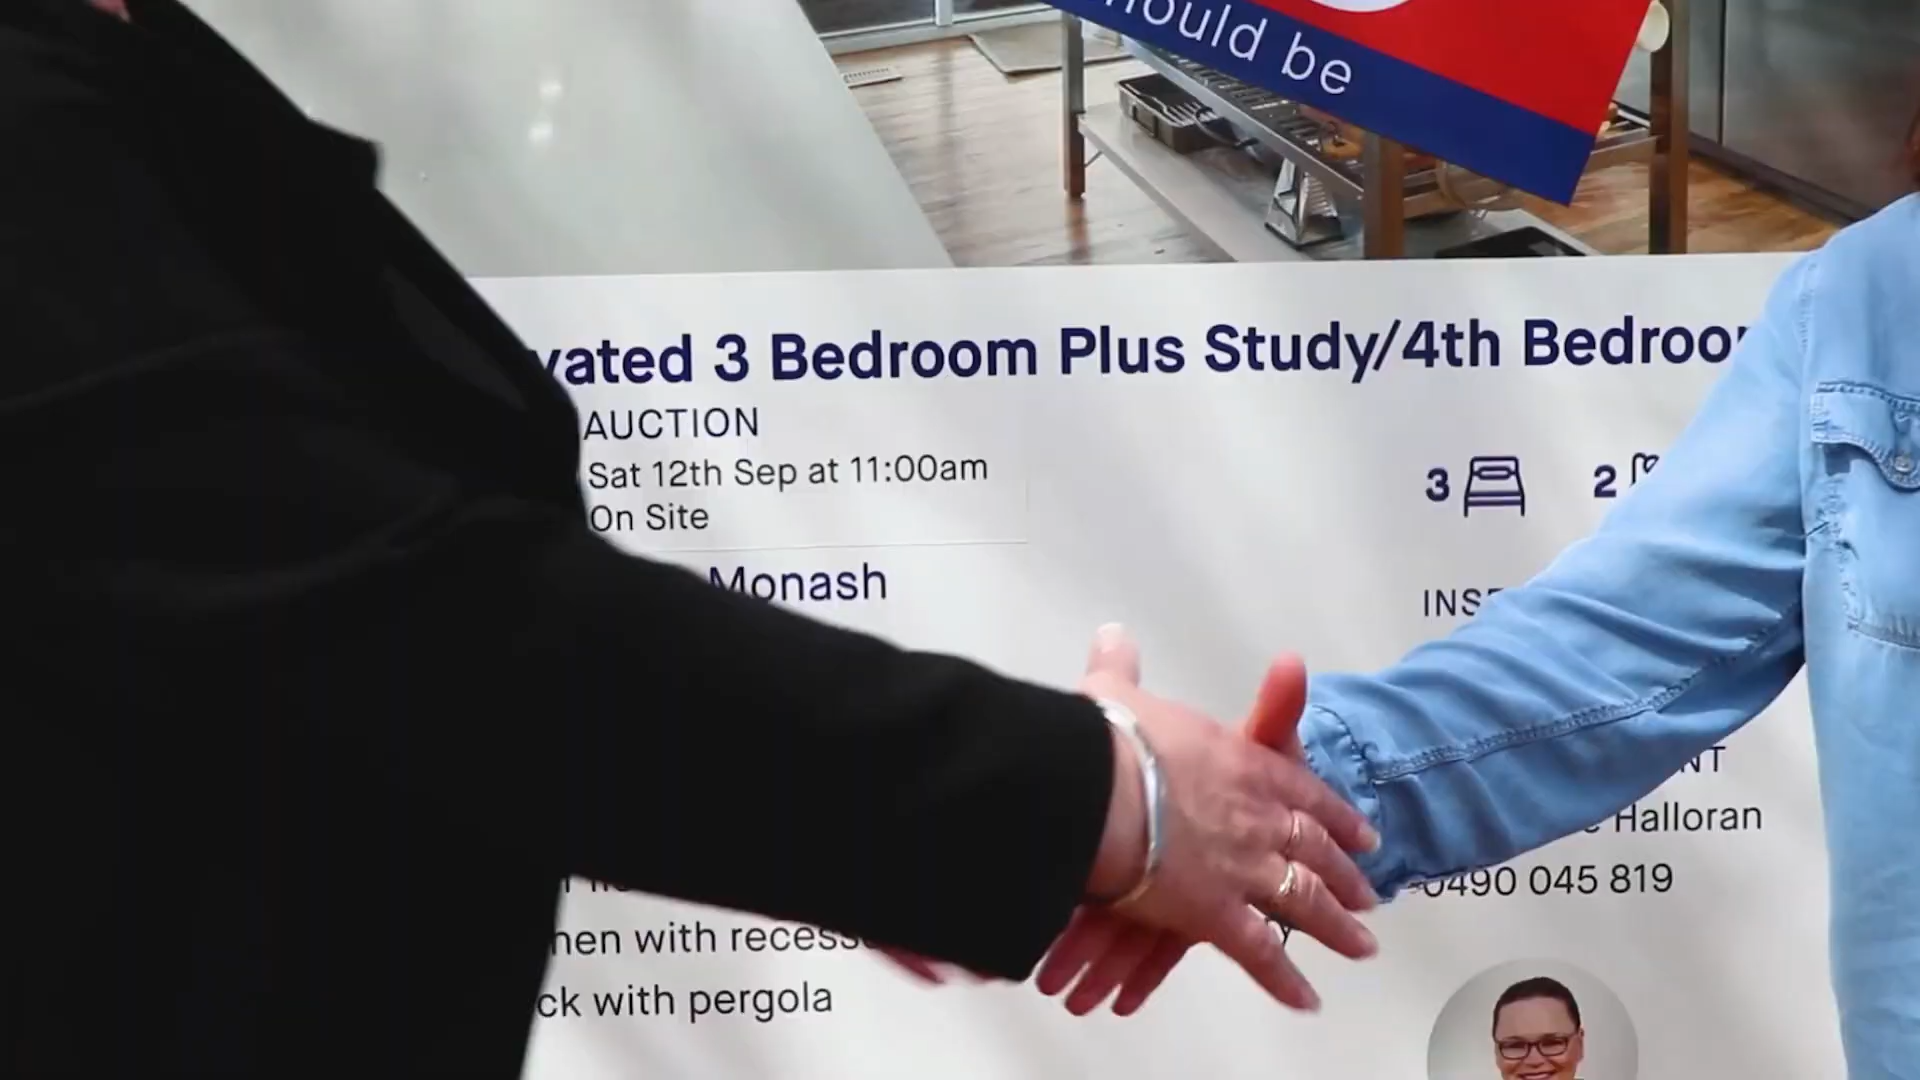 should be
vated 3 Bedroom Plus Study/4th Bedroo
AUCTION
Sat 12th Sep at 11:00am
On Site
3 2
Monash
INS
NT
Halloran
0490 045 819
hen with recess
ck with pergola